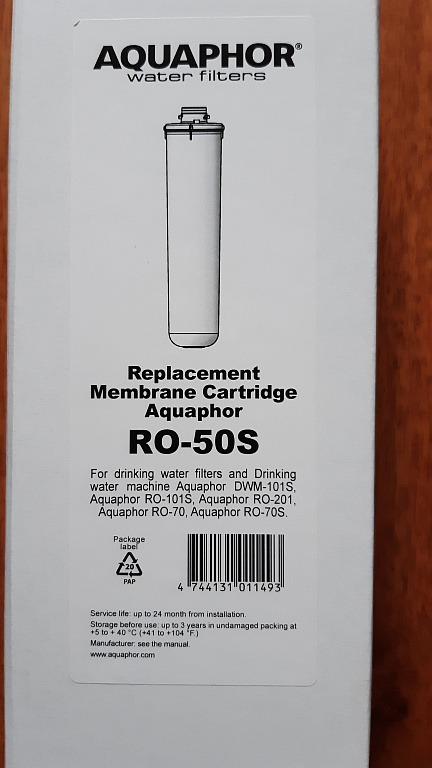 AQUAPHOR®
water filters
Replacement
Membrane Cartridge
Aquaphor
RO-50S
For drinking water filters and Drinking
water machine Aquaphor DWM-101S,
Aquaphor RO-101S, Aquaphor RO-201,
Aquaphor RO-70, Aquaphor RO-70S.
Package
label
20
PAP
4 744131 011493
Service life: up to 24 month from installation.
Storage before use: up to 3 years in undamaged packing at
+5 to + 40 °C (+41 to +104 °F.)
Manufacturer: see the manual.
www.aquaphor.com